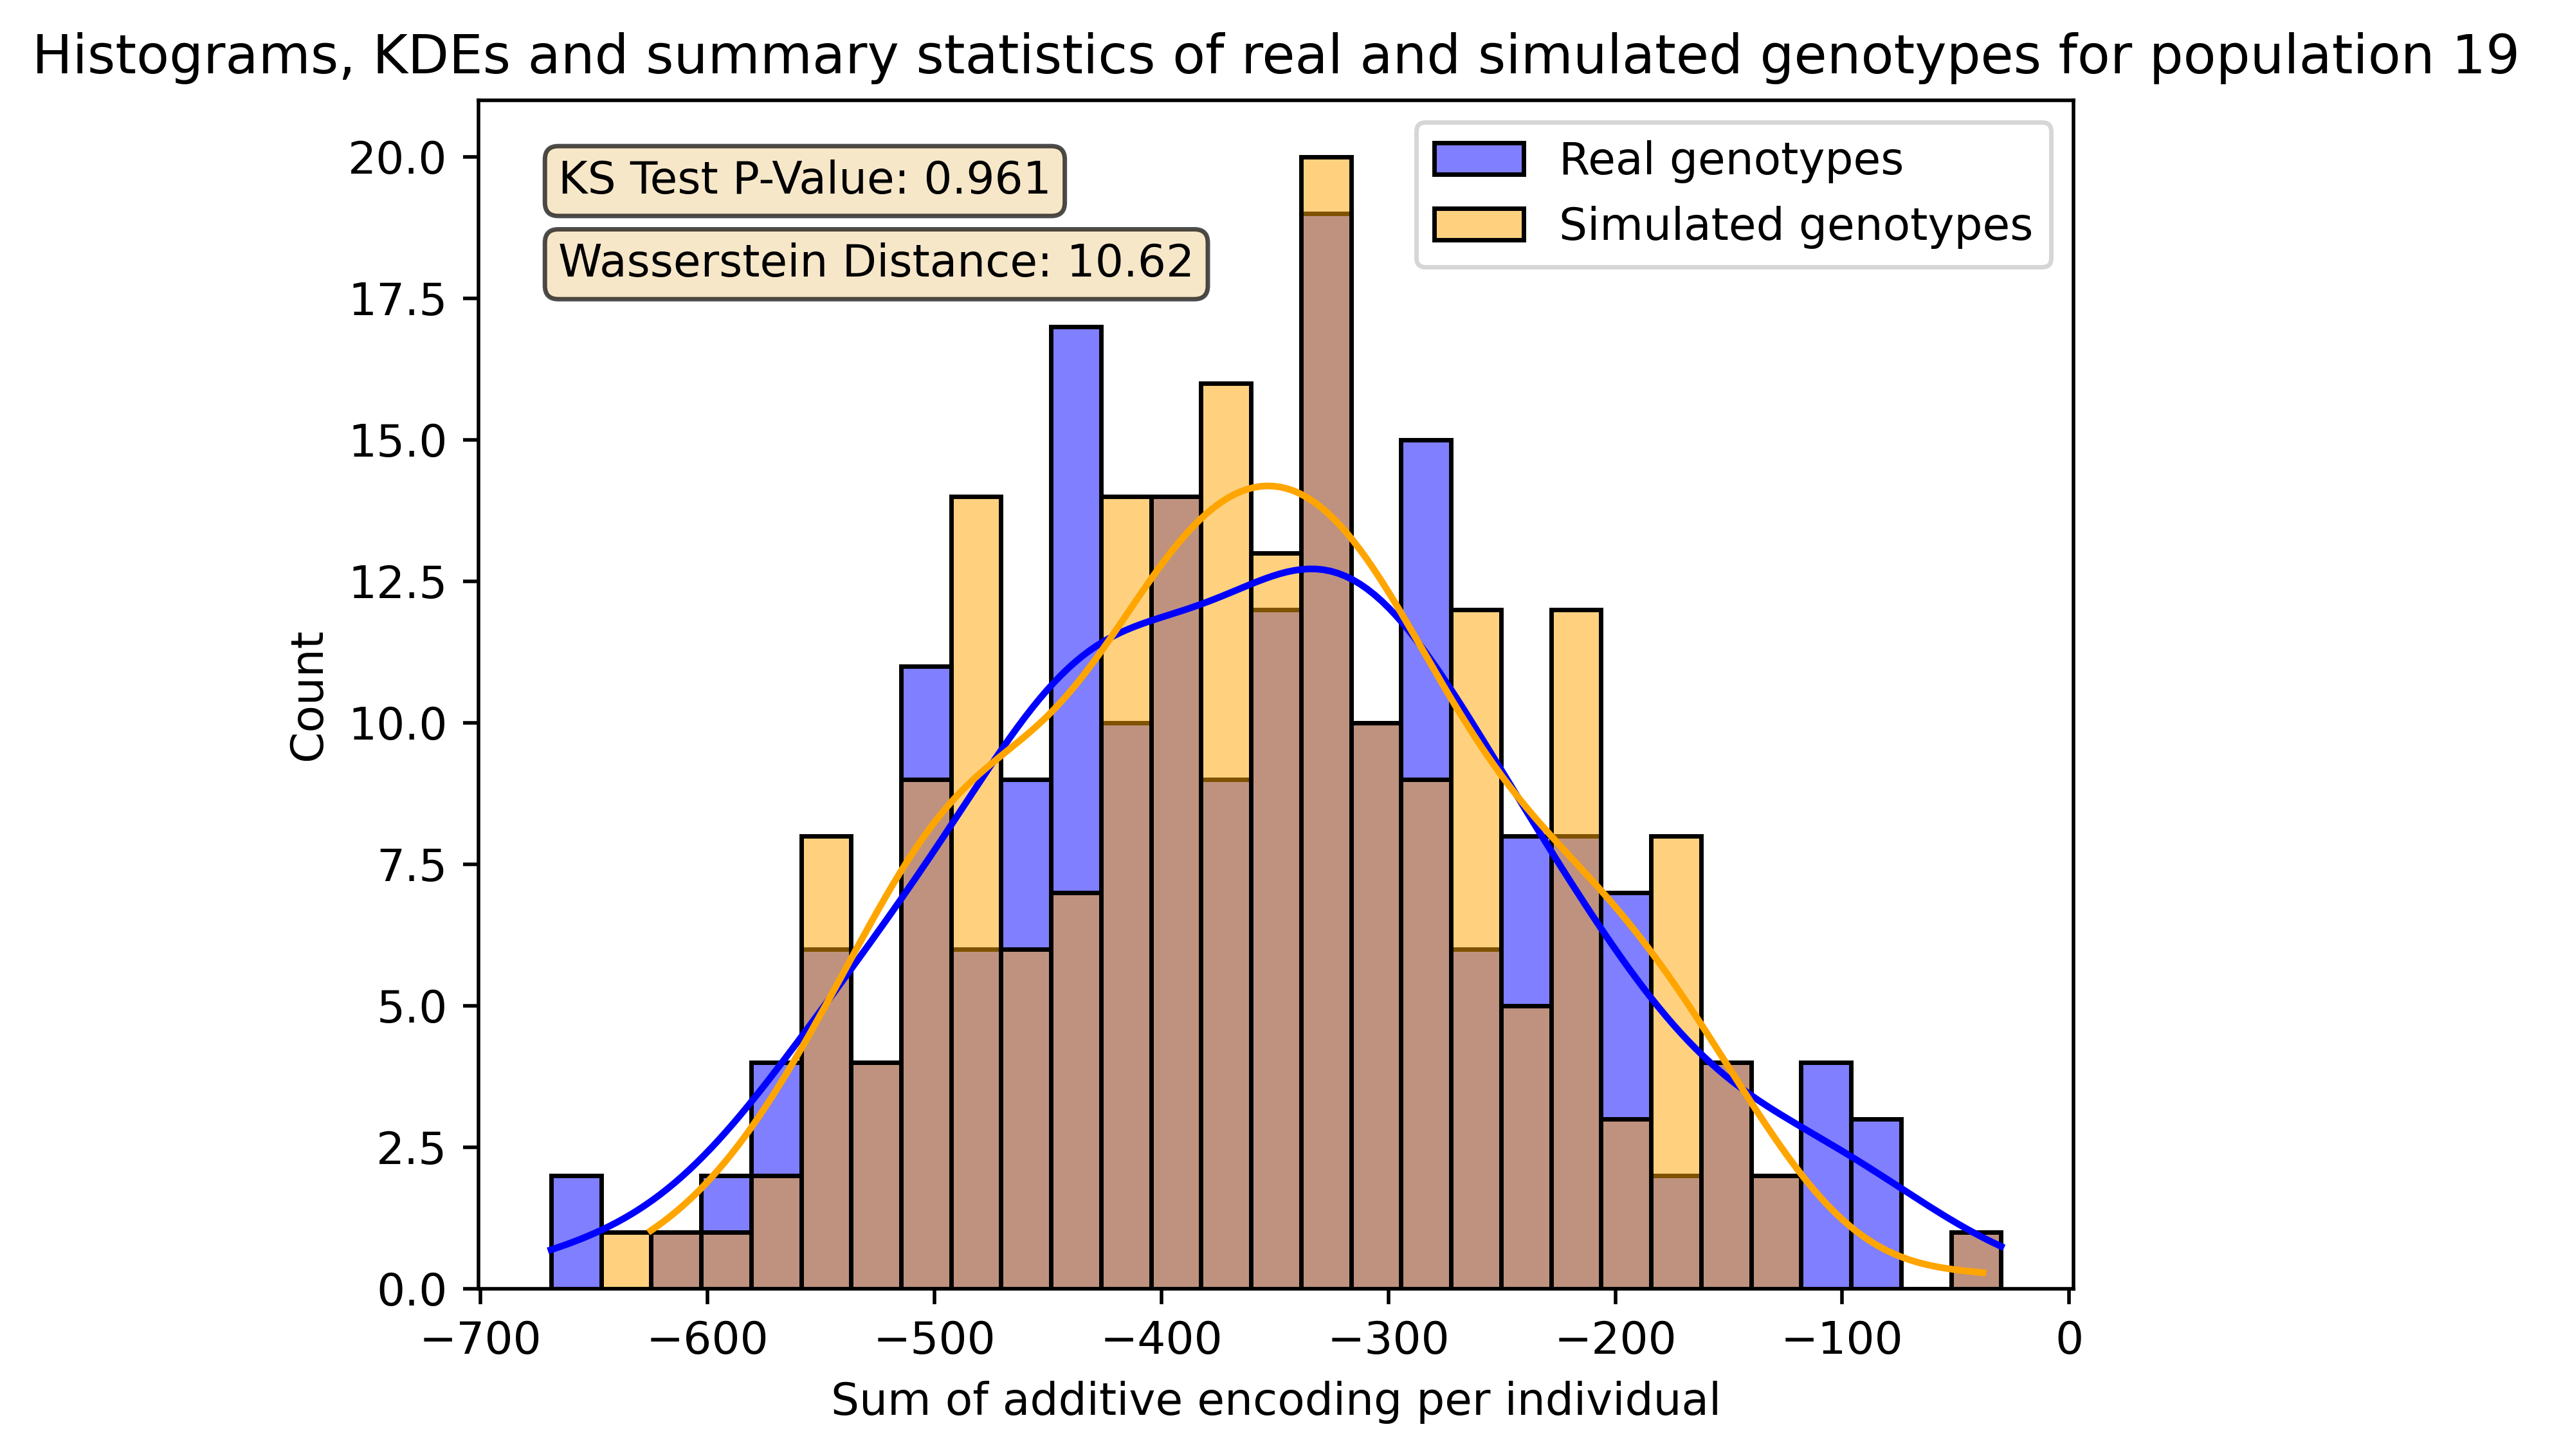 Histograms, KDEs and summary statistics of real and simulated genotypes for population 19
KS Test P-Value: 0.961
Wasserstein Distance: 10.62
Real genotypes
Simulated genotypes
20.0
17.5
15.0
12.5
10.0
7.5
5.0
2.5
0.0
Count
−700 −600 −500 −400 −300 −200 −100 0
Sum of additive encoding per individual